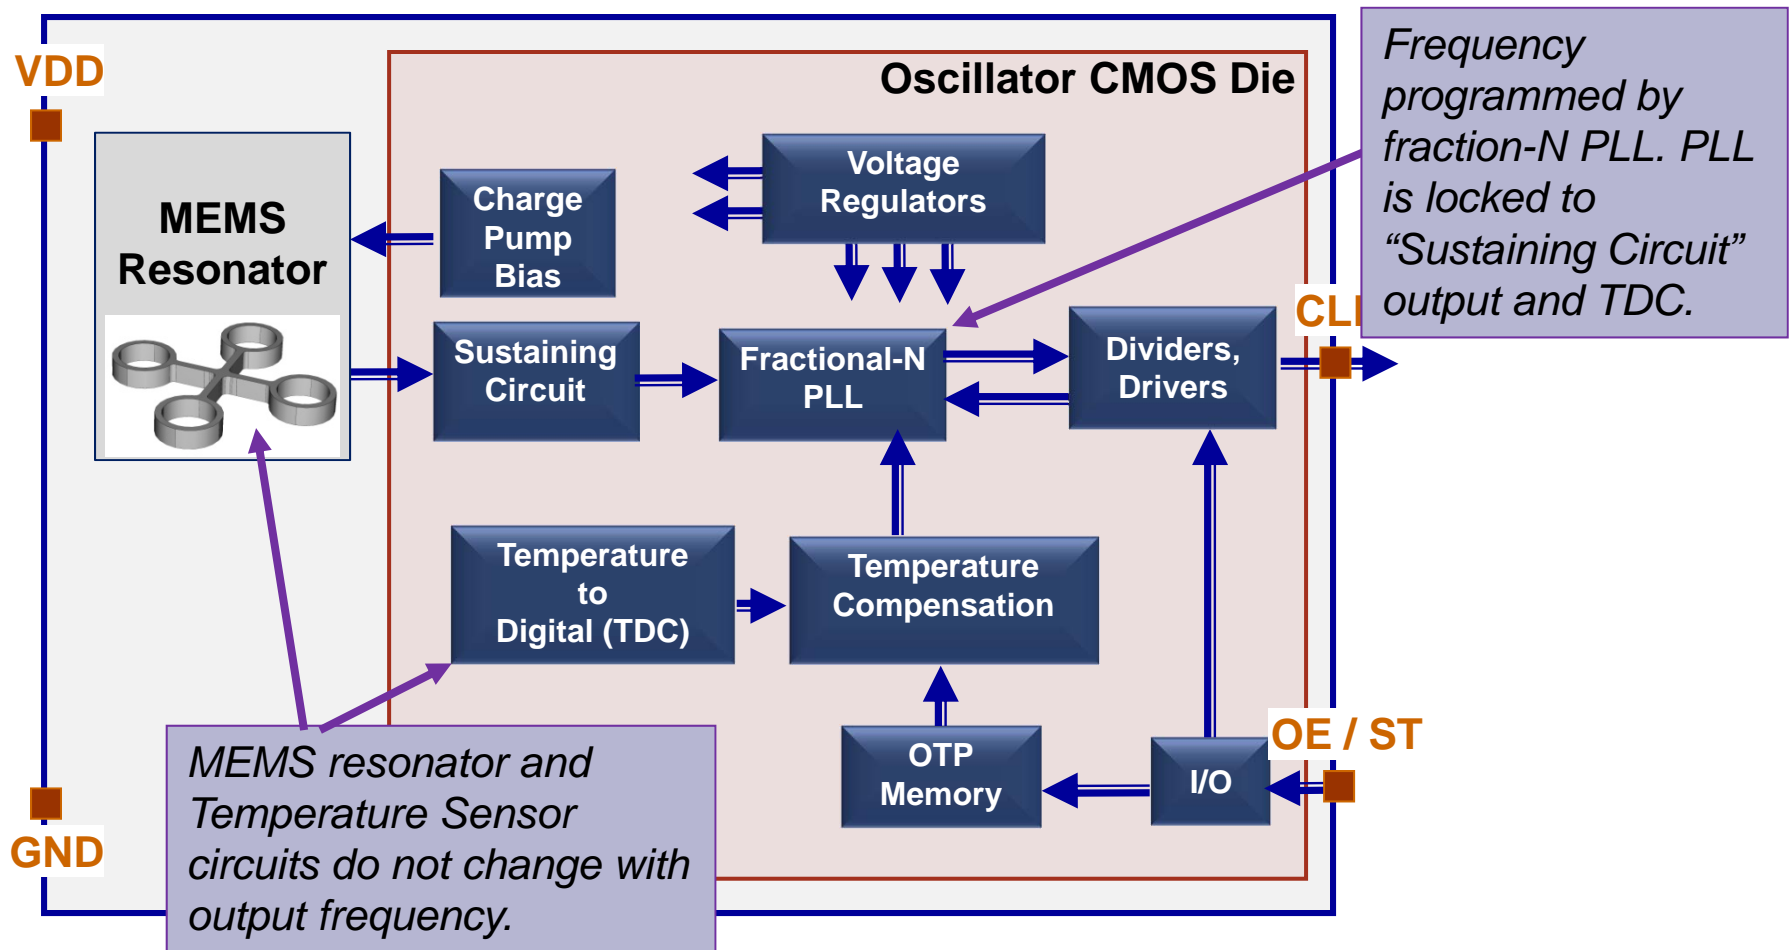 VDD
Oscillator CMOS Die
Frequency
programmed by
fraction-N PLL. PLL
is locked to
“Sustaining Circuit”
output and TDC.
MEMS
Resonator
Charge
Pump
Bias
Voltage
Regulators
Sustaining
Circuit
Fractional-N
PLL
Dividers,
Drivers
Temperature
to
Digital (TDC)
Temperature
Compensation
OTP
Memory
I/O
OE / ST
GND
MEMS resonator and
Temperature Sensor
circuits do not change with
output frequency.